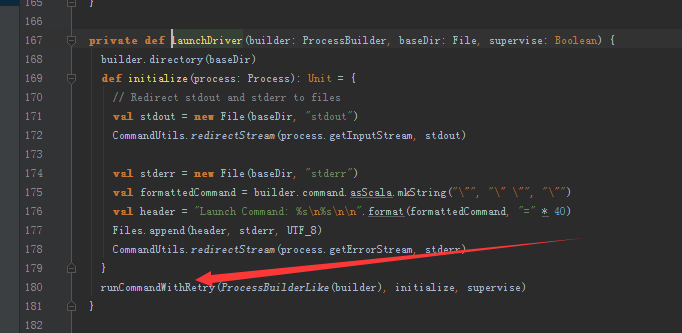 165 }
166
167 private def launchDriver(builder: ProcessBuilder, baseDir: File, supervise: Boolean) {
168 builder.directory(baseDir)
169 def initialize(process: Process): Unit = {
170 // Redirect stdout and stderr to files
171 val stdout = new File(baseDir, "stdout")
172 CommandUtils.redirectStream(process.getInputStream, stdout)
173
174 val stderr = new File(baseDir, "stderr")
175 val formattedCommand = builder.command.asScala.mkString("\"", "\" \"", "\"")
176 val header = "Launch Command: %s\n%s\n\n".format(formattedCommand, "=" * 40)
177 Files.append(header, stderr, UTF_8)
178 CommandUtils.redirectStream(process.getErrorStream, stderr)
179 }
180 runCommandWithRetry(ProcessBuilderLike(builder), initialize, supervise)
181 }
182